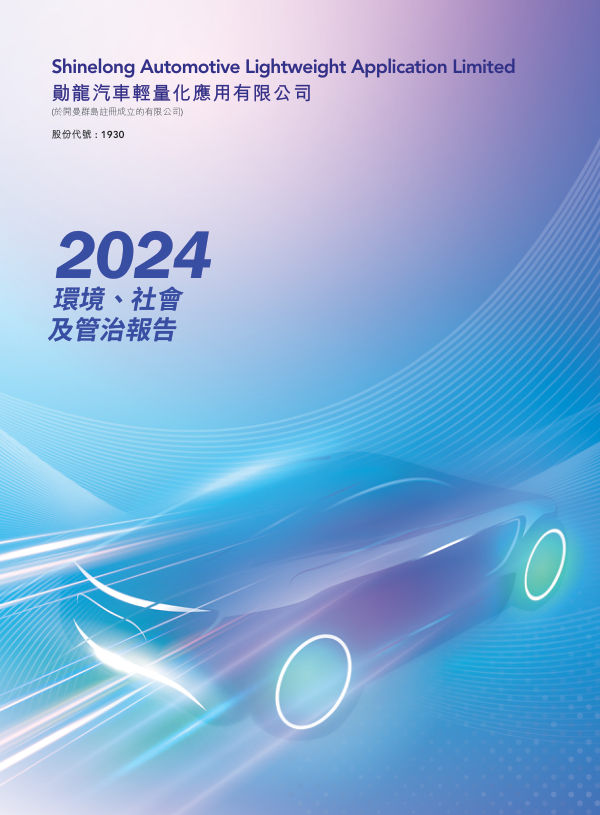 Shinelong Automotive Lightweight Application Limited
勛龍汽車輕量化應用有限公司
(於開曼群島註冊成立的有限公司)
股份代號：1930
2024
環境、社會
及管治報告